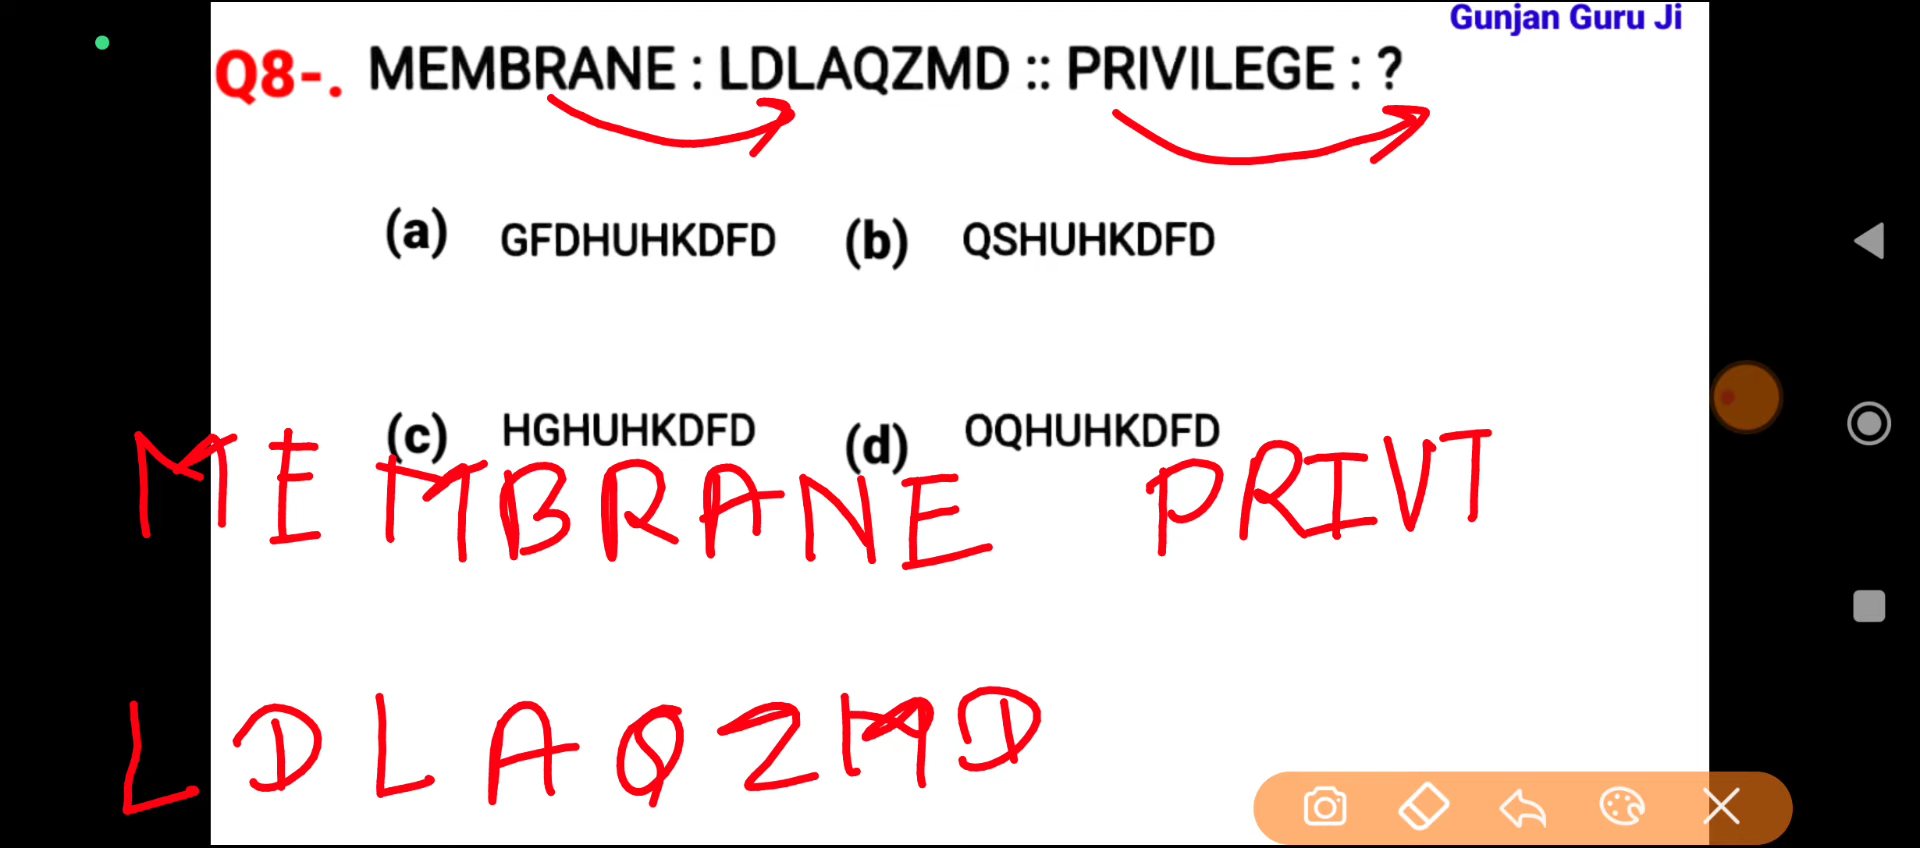 Gunjan Guru Ji
Q8-. MEMBRANE : LDLAQZMD :: PRIVILEGE : ?
(a) GFDHUHKDFD (b) QSHUHKDFD
(c) HGHUHKDFD (d) OQHUHKDFD
MEMBRANE PRIVI
LDLAQZMD